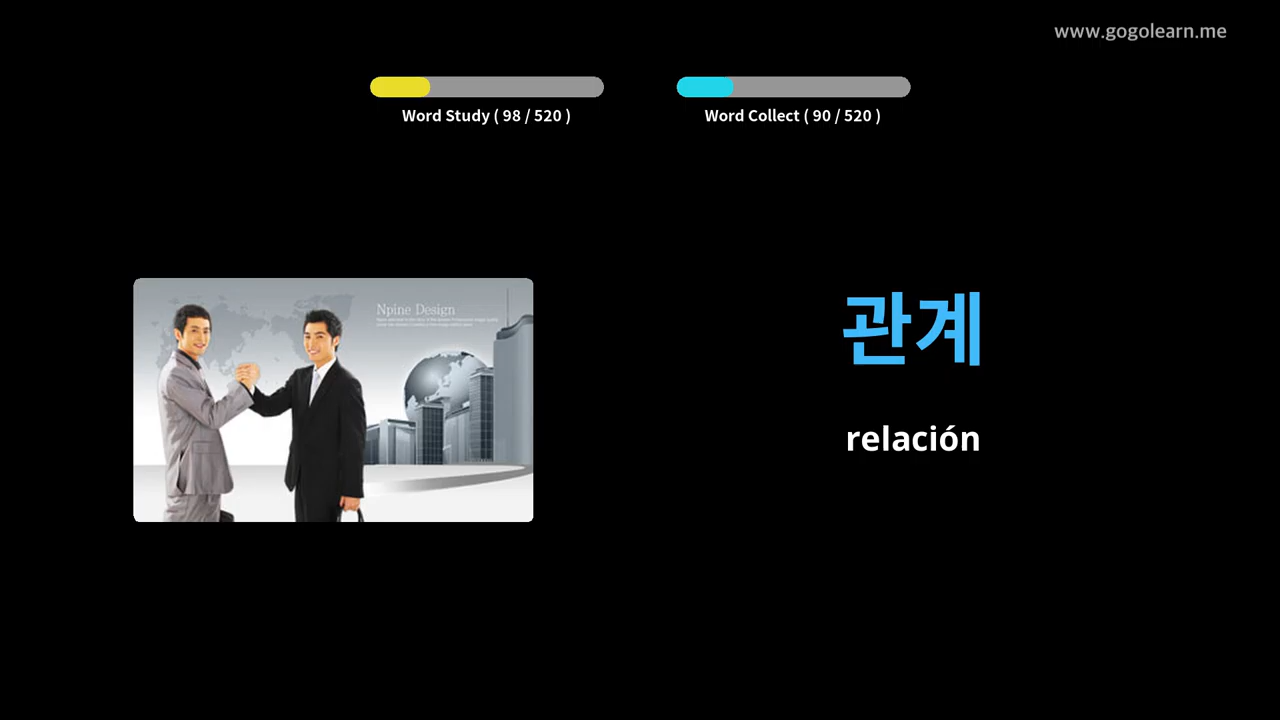 www.gogolearn.me
Word Study ( 98 / 520 )
Word Collect ( 90 / 520 )
Npine Design
관계
relación